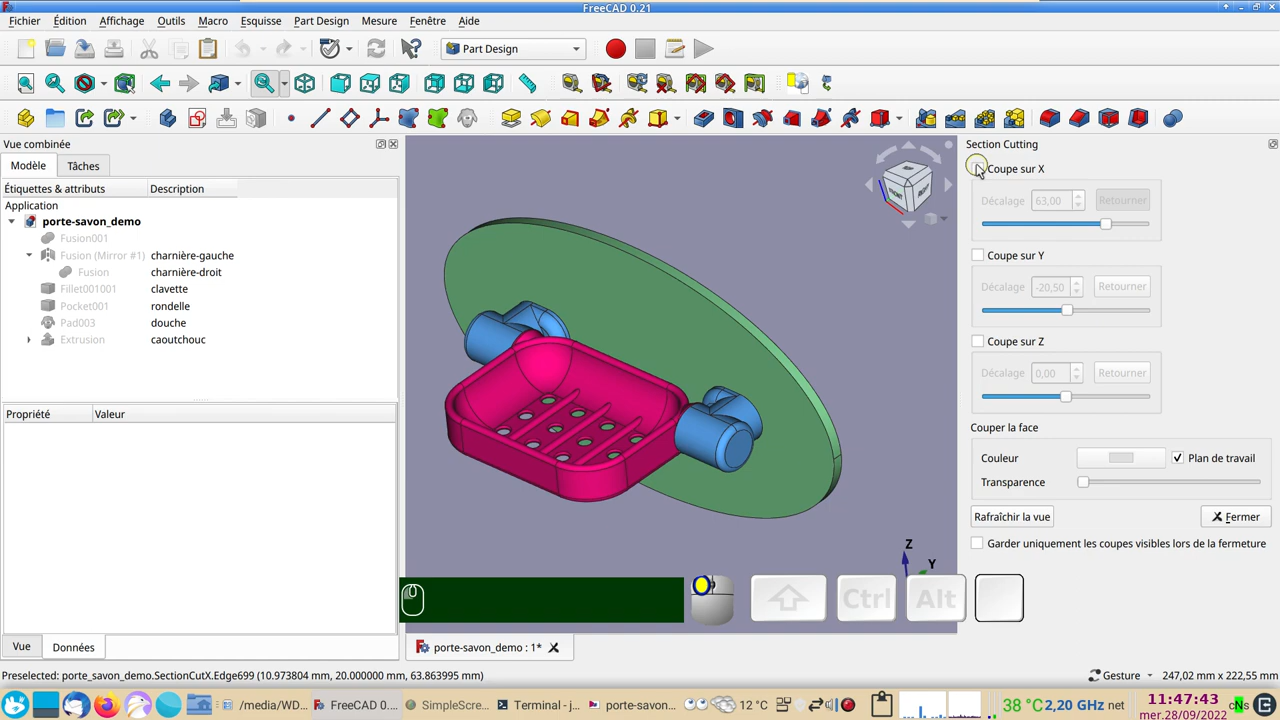 FreeCAD 0.21
Fichier Édition Affichage Outils Macro Esquisse Part Design Mesure Fenêtre Aide
Part Design
Vue combinée
Modèle Tâches
Étiquettes & attributs Description
Application
porte-savon_demo
Fusion001
Fusion (Mirror #1) charnière-gauche
Fusion charnière-droit
Fillet001001 clavette
Pocket001 rondelle
Pad003 douche
Extrusion caoutchouc
Propriété Valeur
Vue Données
FRONT
RIGHT
Z
Y
Ctrl Alt
porte-savon_demo : 1*
Section Cutting
Coupe sur X
Décalage 63,00 Retourner
Coupe sur Y
Décalage -20,50 Retourner
Coupe sur Z
Décalage 0,00 Retourner
Couper la face
Couleur Plan de travail
Transparence
Rafraîchir la vue Fermer
Garder uniquement les coupes visibles lors de la fermeture
Preselected: porte_savon_demo.SectionCutX.Edge699 (10.973804 mm, 20.000000 mm, 63.863995 mm)
Gesture 247,02 mm x 222,55 mm
/media/WD... FreeCAD 0.... SimpleScre... Terminal - j... porte-savon... 12 °C 38 °C 2,20 GHz net 11:47:43
mer.28/09/2022